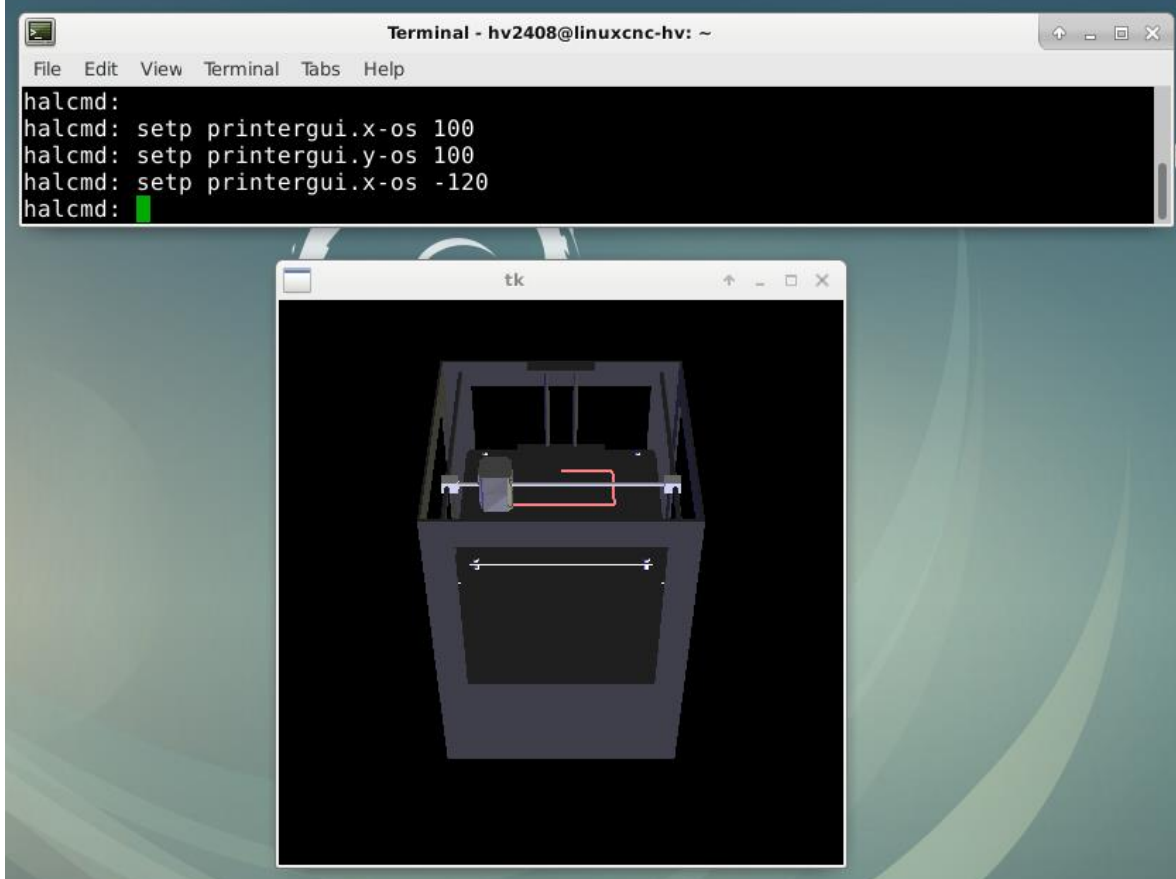 Terminal - hv2408@linuxcnc-hv: ~
File Edit View Terminal Tabs Help
halcmd:
halcmd: setp printergui.x-os 100
halcmd: setp printergui.y-os 100
halcmd: setp printergui.x-os -120
halcmd:
tk